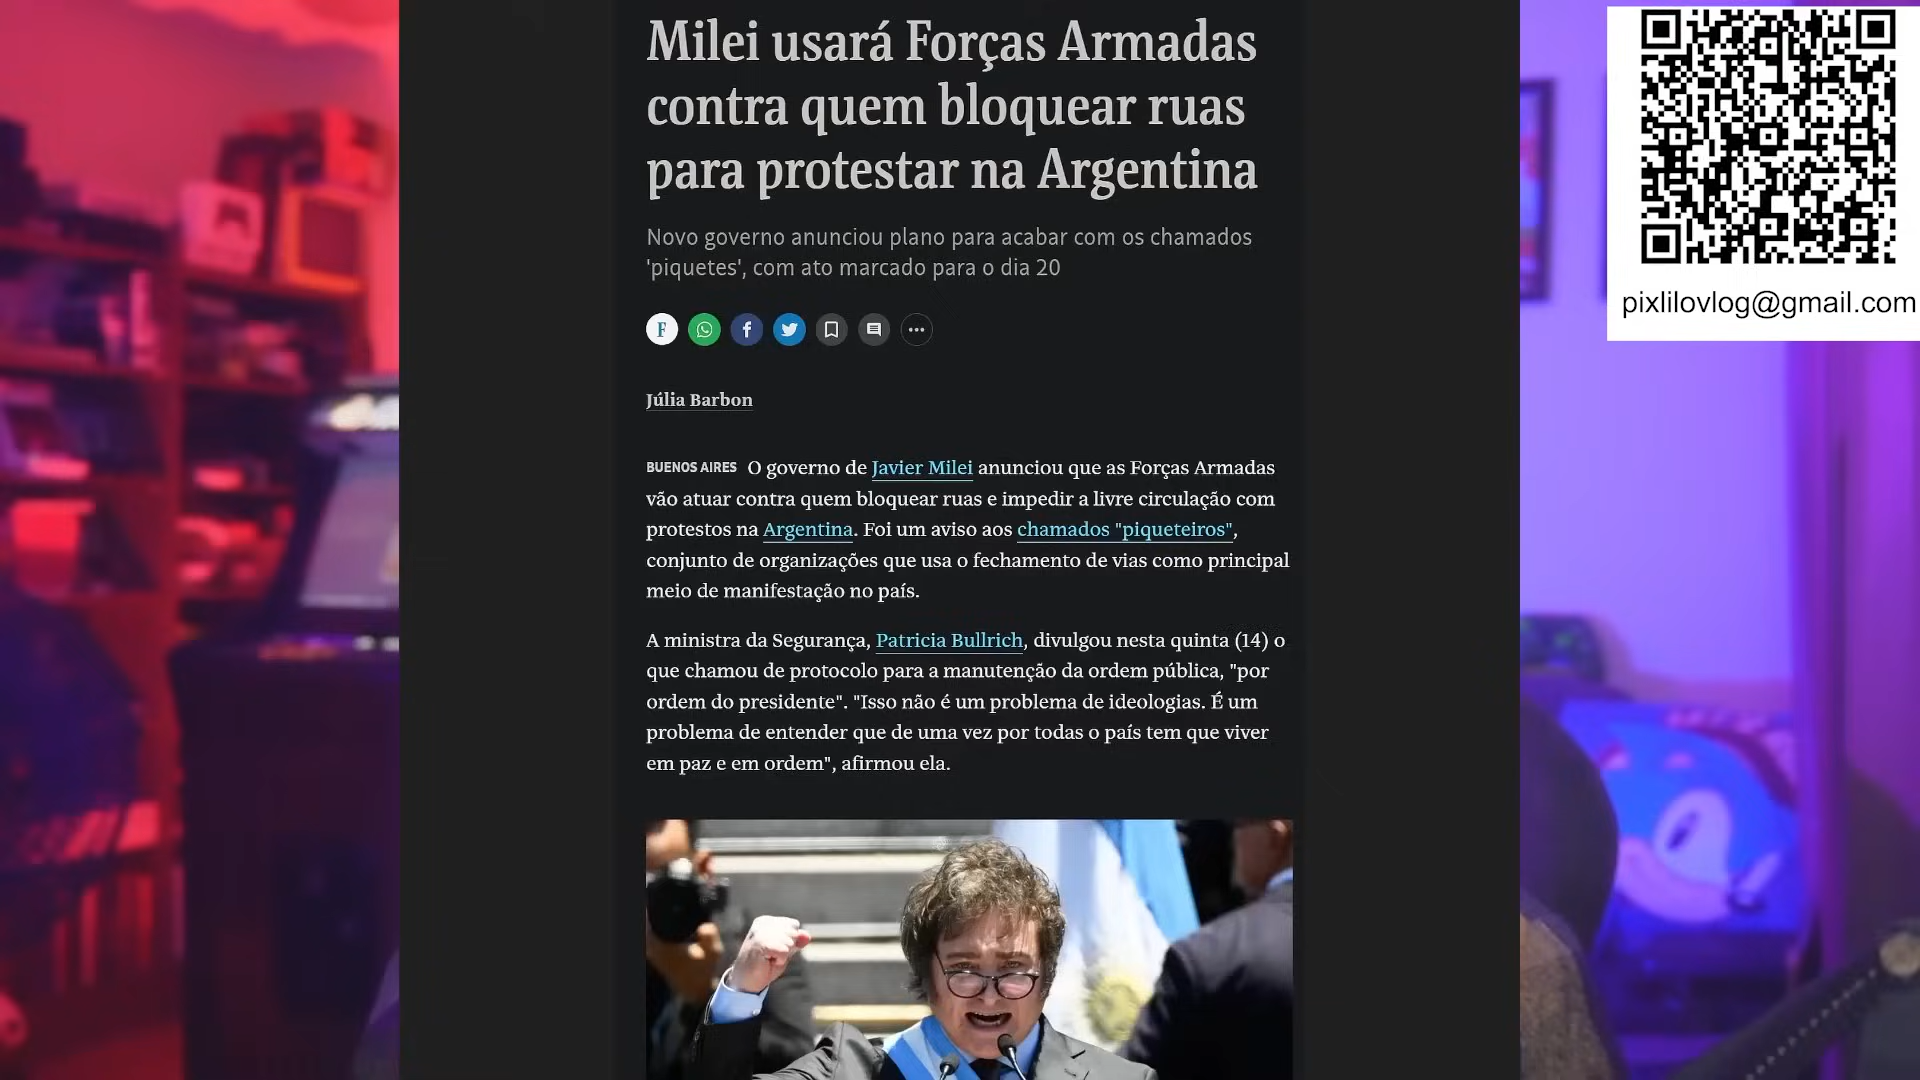 Milei usará Forças Armadas
contra quem bloquear ruas
para protestar na Argentina
Novo governo anunciou plano para acabar com os chamados
'piquetes', com ato marcado para o dia 20
F
Júlia Barbon
BUENOS AIRES O governo de Javier Milei anunciou que as Forças Armadas
vão atuar contra quem bloquear ruas e impedir a livre circulação com
protestos na Argentina. Foi um aviso aos chamados "piqueteiros",
conjunto de organizações que usa o fechamento de vias como principal
meio de manifestação no país.
A ministra da Segurança, Patricia Bullrich, divulgou nesta quinta (14) o
que chamou de protocolo para a manutenção da ordem pública, "por
ordem do presidente". "Isso não é um problema de ideologias. É um
problema de entender que de uma vez por todas o país tem que viver
em paz e em ordem", afirmou ela.
pixlilovlog@gmail.com